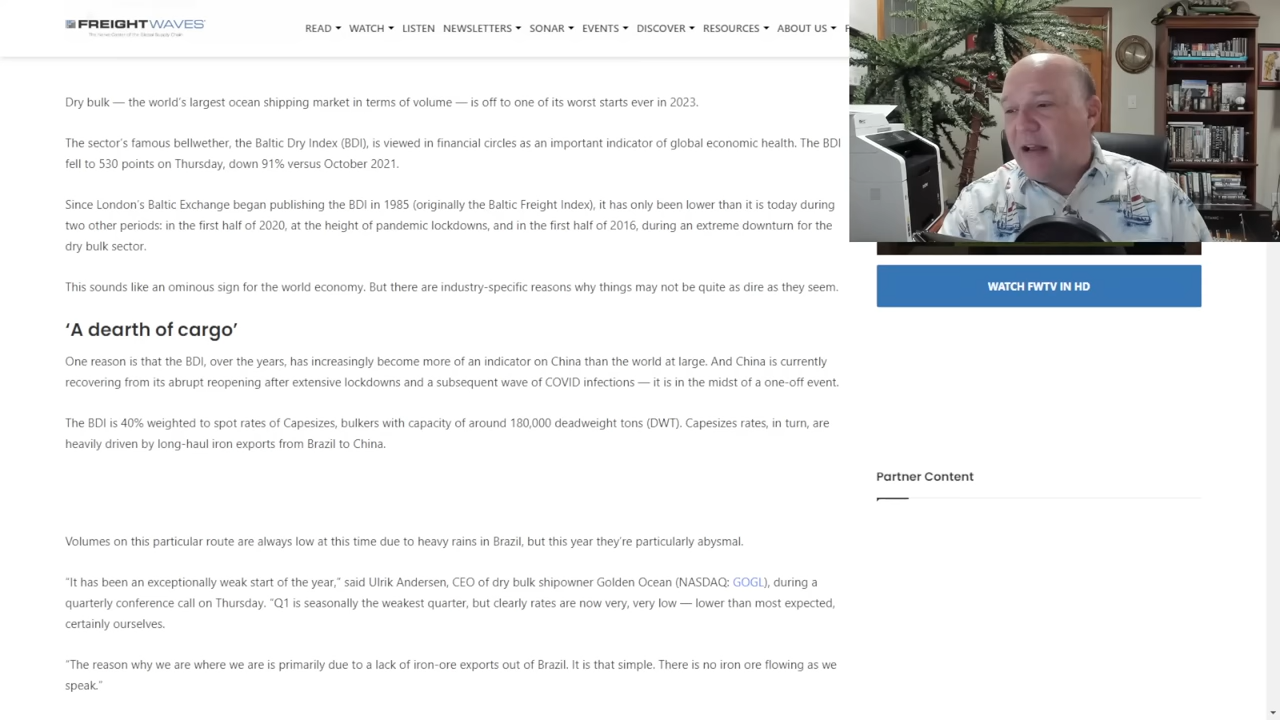 FREIGHTWAVES
READ WATCH LISTEN NEWSLETTERS SONAR EVENTS DISCOVER RESOURCES ABOUT US
Dry bulk — the world's largest ocean shipping market in terms of volume — is off to one of its worst starts ever in 2023.
The sector's famous bellwether, the Baltic Dry Index (BDI), is viewed in financial circles as an important indicator of global economic health. The BDI
fell to 530 points on Thursday, down 91% versus October 2021.
Since London's Baltic Exchange began publishing the BDI in 1985 (originally the Baltic Freight Index), it has only been lower than it is today during
two other periods: in the first half of 2020, at the height of pandemic lockdowns, and in the first half of 2016, during an extreme downturn for the
dry bulk sector.
This sounds like an ominous sign for the world economy. But there are industry-specific reasons why things may not be quite as dire as they seem.
WATCH FWTV IN HD
‘A dearth of cargo’
One reason is that the BDI, over the years, has increasingly become more of an indicator on China than the world at large. And China is currently
recovering from its abrupt reopening after extensive lockdowns and a subsequent wave of COVID infections — it is in the midst of a one-off event.
The BDI is 40% weighted to spot rates of Capesizes, bulkers with capacity of around 180,000 deadweight tons (DWT). Capesizes rates, in turn, are
heavily driven by long-haul iron exports from Brazil to China.
Partner Content
Volumes on this particular route are always low at this time due to heavy rains in Brazil, but this year they're particularly abysmal.
"It has been an exceptionally weak start of the year," said Ulrik Andersen, CEO of dry bulk shipowner Golden Ocean (NASDAQ: GOGL), during a
quarterly conference call on Thursday. "Q1 is seasonally the weakest quarter, but clearly rates are now very, very low — lower than most expected,
certainly ourselves.
"The reason why we are where we are is primarily due to a lack of iron-ore exports out of Brazil. It is that simple. There is no iron ore flowing as we
speak."